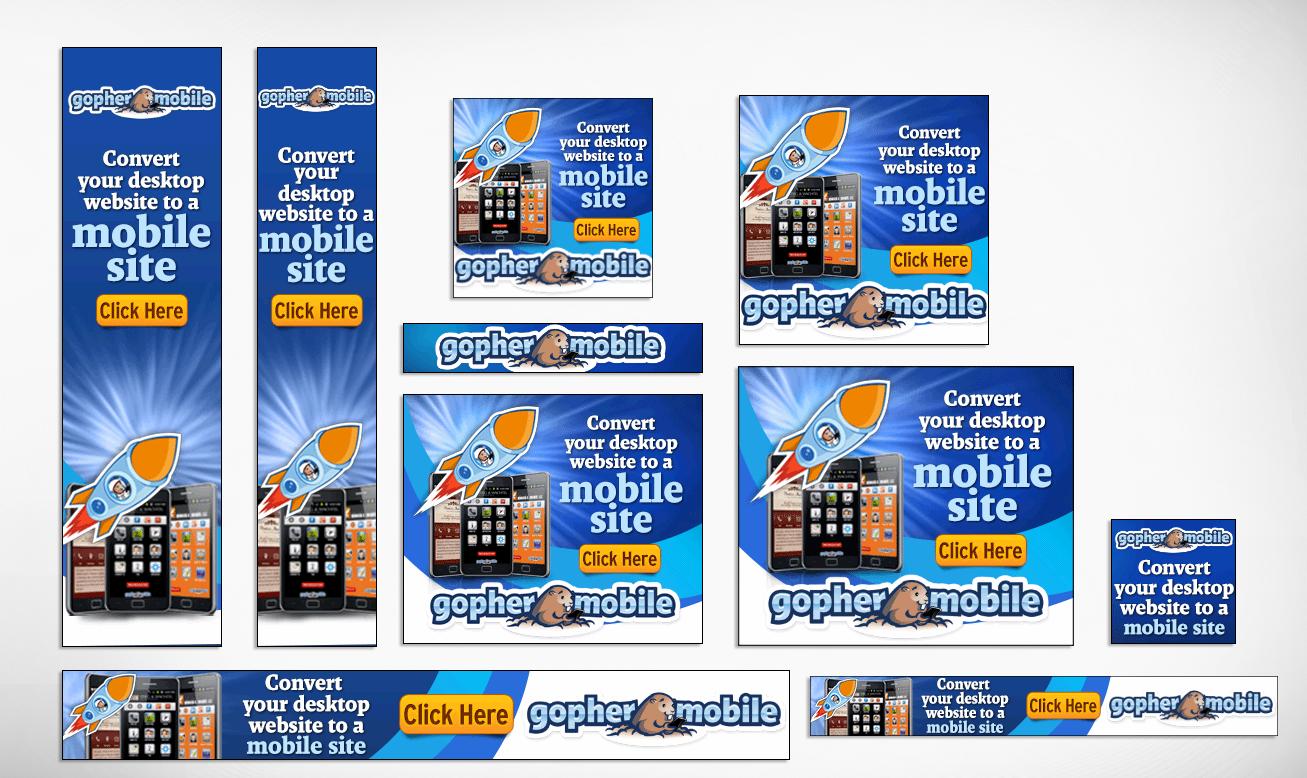 gopher mobile
Convert
your desktop
website to a
mobile
site
Click Here
gopher mobile
Convert
your
desktop
website to a
mobile
site
Click Here
Convert
your desktop
website to a
mobile
site
Click Here
gopher mobile
Convert
your desktop
website to a
mobile
site
Click Here
gopher mobile
gopher mobile
Convert
your desktop
website to a
mobile
site
Click Here
gopher mobile
Convert
your desktop
website to a
mobile
site
Click Here
gopher mobile
gopher mobile
Convert
your desktop
website to a
mobile site
Convert
your desktop
website to a
mobile site
Click Here
gopher mobile
Convert
your desktop
website to a
mobile site
Click Here
gopher mobile